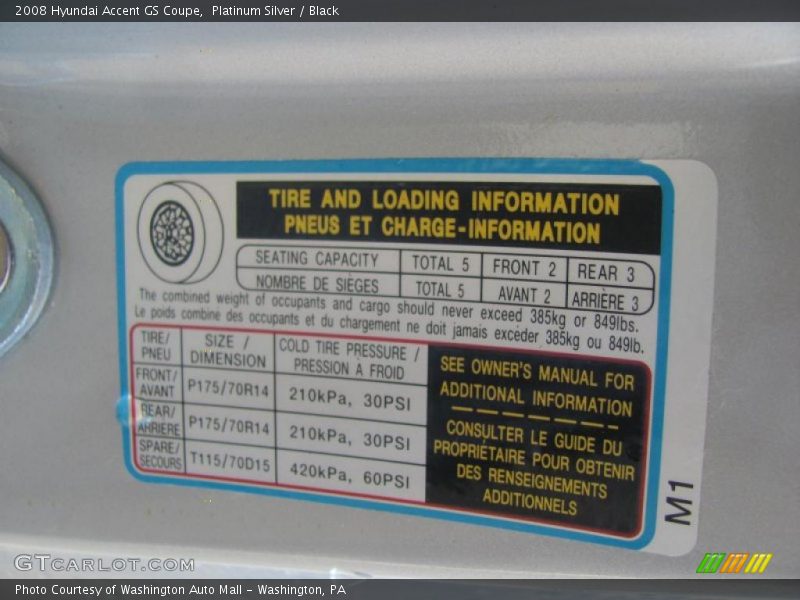 2008 Hyundai Accent GS Coupe,  Platinum Silver / Black
TIRE AND LOADING INFORMATION
PNEUS ET CHARGE-INFORMATION
SEATING CAPACITY TOTAL 5 FRONT 2 REAR 3
NOMBRE DE SIÈGES TOTAL 5 AVANT 2 ARRIÈRE 3
The combined weight of occupants and cargo should never exceed 385kg or 849lbs.
Le poids combiné des occupants et du chargement ne doit jamais excéder 385kg ou 849lb.
TIRE/
PNEU
SIZE /
DIMENSION
COLD TIRE PRESSURE /
PRESSION À FROID
FRONT/
AVANT
P175/70R14 210kPa, 30PSI
REAR/
ARRIÈRE
P175/70R14 210kPa, 30PSI
SPARE/
SECOURS
T115/70D15 420kPa, 60PSI
SEE OWNER'S MANUAL FOR
ADDITIONAL INFORMATION
CONSULTER LE GUIDE DU
PROPRIÉTAIRE POUR OBTENIR
DES RENSEIGNEMENTS
ADDITIONNELS
M1
GTcarlot.com
Photo Courtesy of Washington Auto Mall - Washington, PA